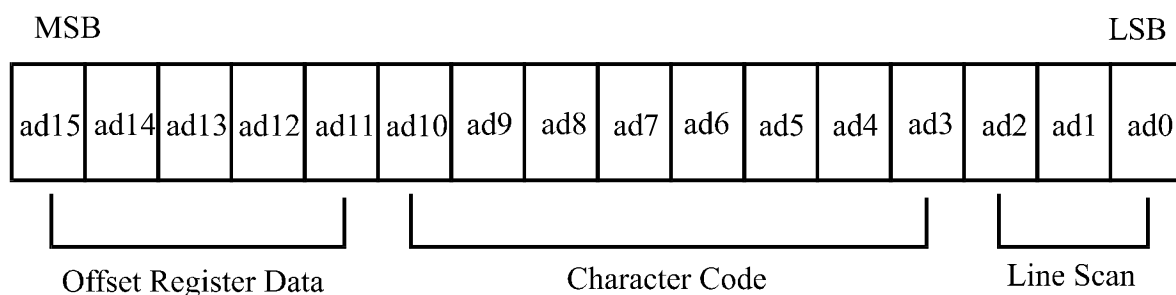 MSB LSB
ad15 ad14 ad13 ad12 ad11 ad10 ad9 ad8 ad7 ad6 ad5 ad4 ad3 ad2 ad1 ad0
Offset Register Data Character Code Line Scan